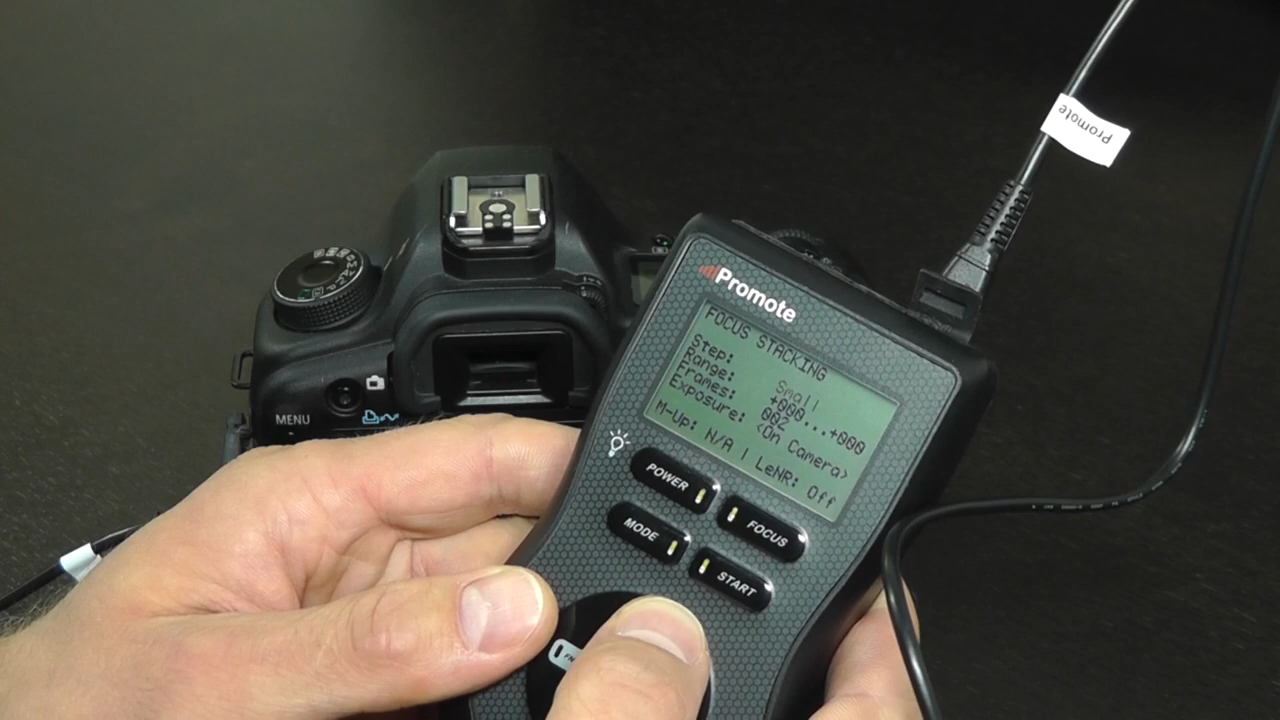 Promote
MENU
Promote
FOCUS STACKING
Step: Small
Range: +000...+000
Frames: 002
Exposure: <On Camera>
M-Up: N/A | LeNR: Off
POWER
FOCUS
MODE
START
FN